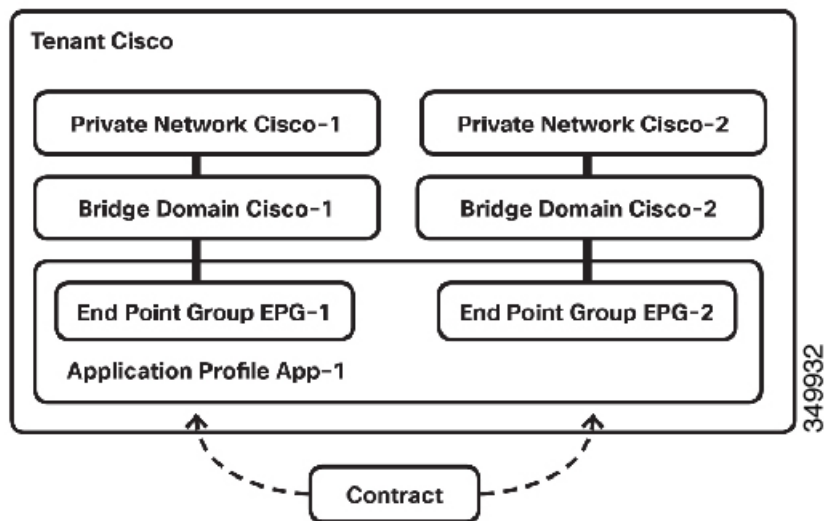 Tenant Cisco
Private Network Cisco-1
Private Network Cisco-2
Bridge Domain Cisco-1
Bridge Domain Cisco-2
End Point Group EPG-1
End Point Group EPG-2
Application Profile App-1
Contract
349932